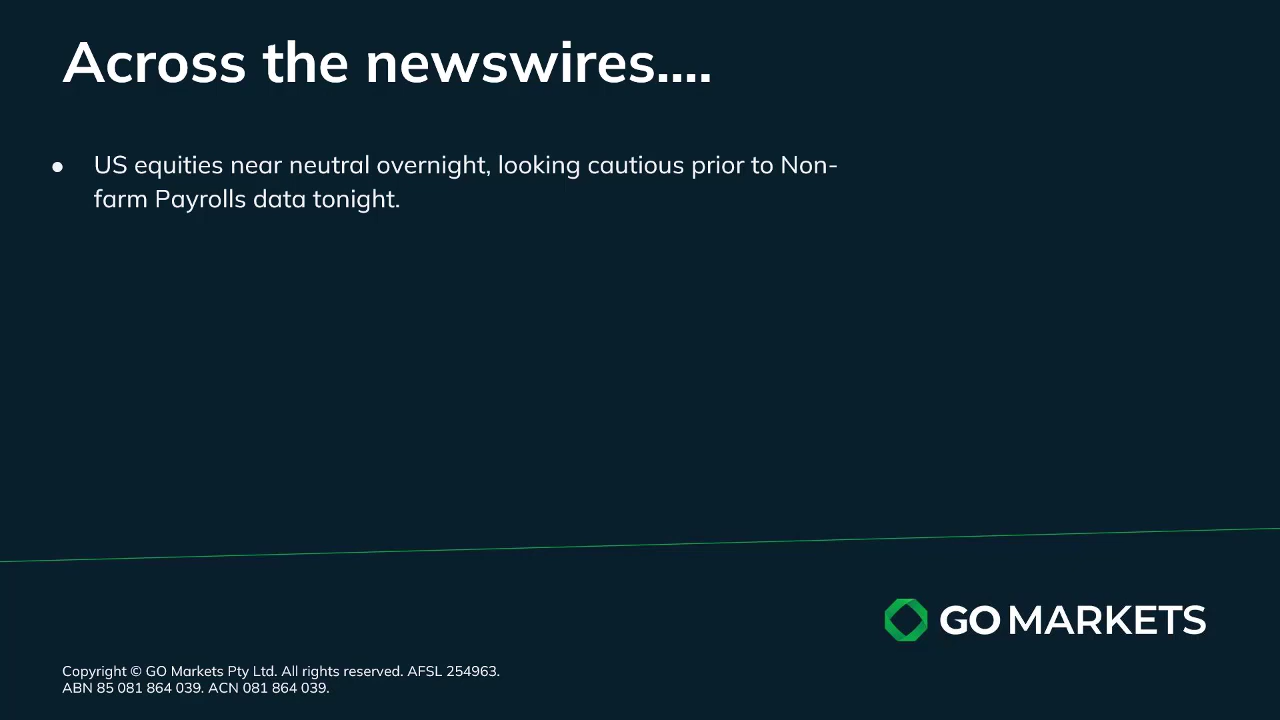 Across the newswires....
● US equities near neutral overnight, looking cautious prior to Non-
farm Payrolls data tonight.
GO MARKETS
Copyright © GO Markets Pty Ltd. All rights reserved. AFSL 254963.
ABN 85 081 864 039. ACN 081 864 039.